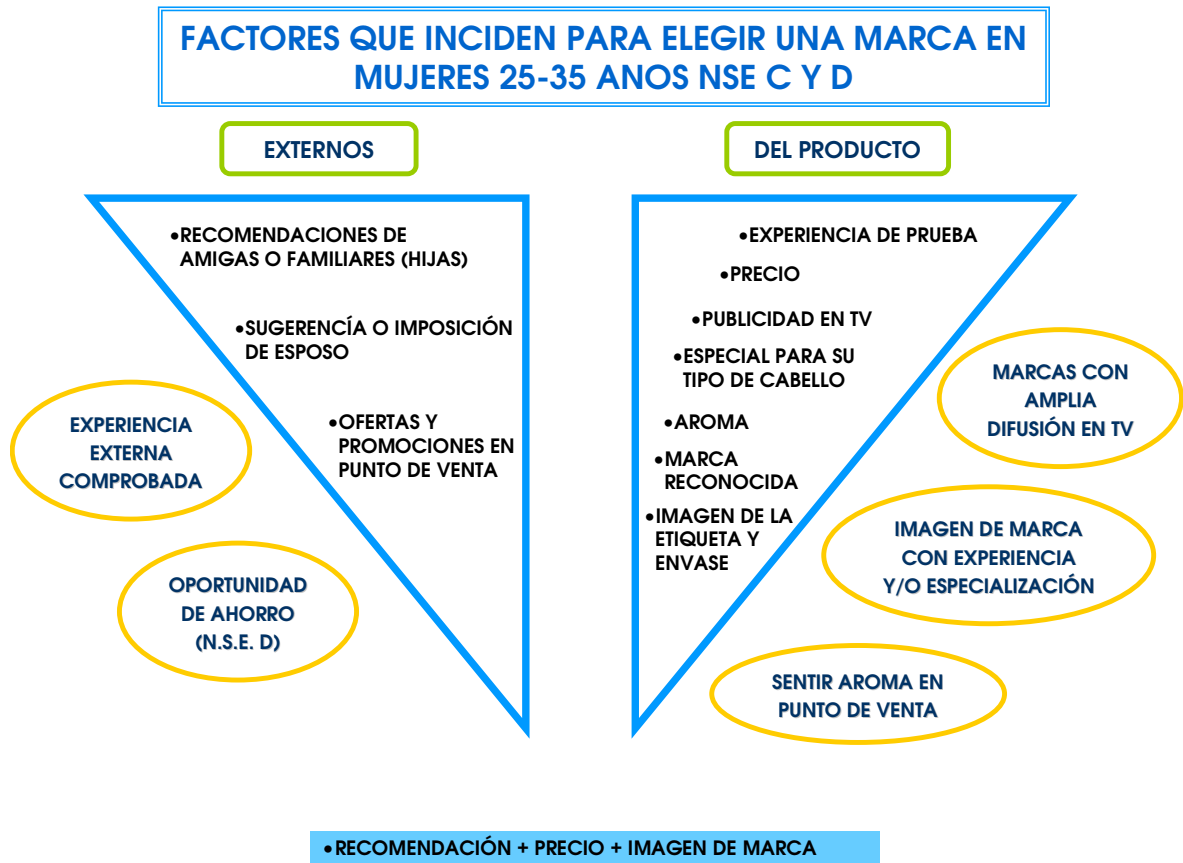 FACTORES QUE INCIDEN PARA ELEGIR UNA MARCA EN
MUJERES 25-35 ANOS NSE C Y D
EXTERNOS
•RECOMENDACIONES DE
AMIGAS O FAMILIARES (HIJAS)
•SUGERENCÍA O IMPOSICIÓN
DE ESPOSO
•OFERTAS Y
PROMOCIONES EN
PUNTO DE VENTA
EXPERIENCIA
EXTERNA
COMPROBADA
OPORTUNIDAD
DE AHORRO
(N.S.E. D)
DEL PRODUCTO
•EXPERIENCIA DE PRUEBA
•PRECIO
•PUBLICIDAD EN TV
•ESPECIAL PARA SU
TIPO DE CABELLO
•AROMA
•MARCA
RECONOCIDA
•IMAGEN DE LA
ETIQUETA Y
ENVASE
MARCAS CON
AMPLIA
DIFUSIÓN EN TV
IMAGEN DE MARCA
CON EXPERIENCIA
Y/O ESPECIALIZACIÓN
SENTIR AROMA EN
PUNTO DE VENTA
•RECOMENDACIÓN + PRECIO + IMAGEN DE MARCA